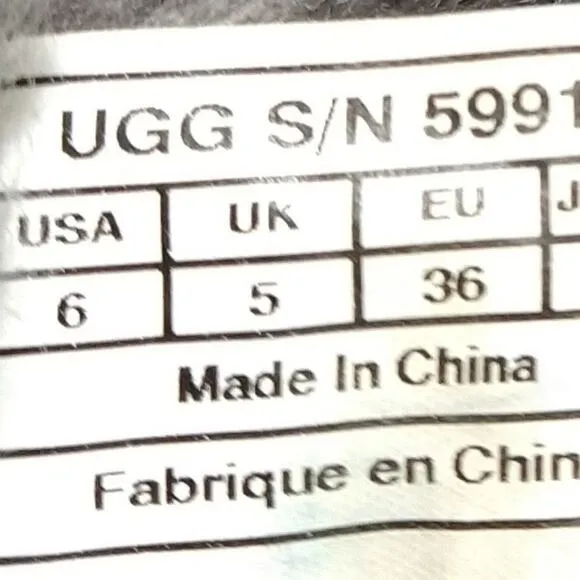 UGG S/N 5991
USA UK EU J
6 5 36
Made In China
Fabrique en Chin